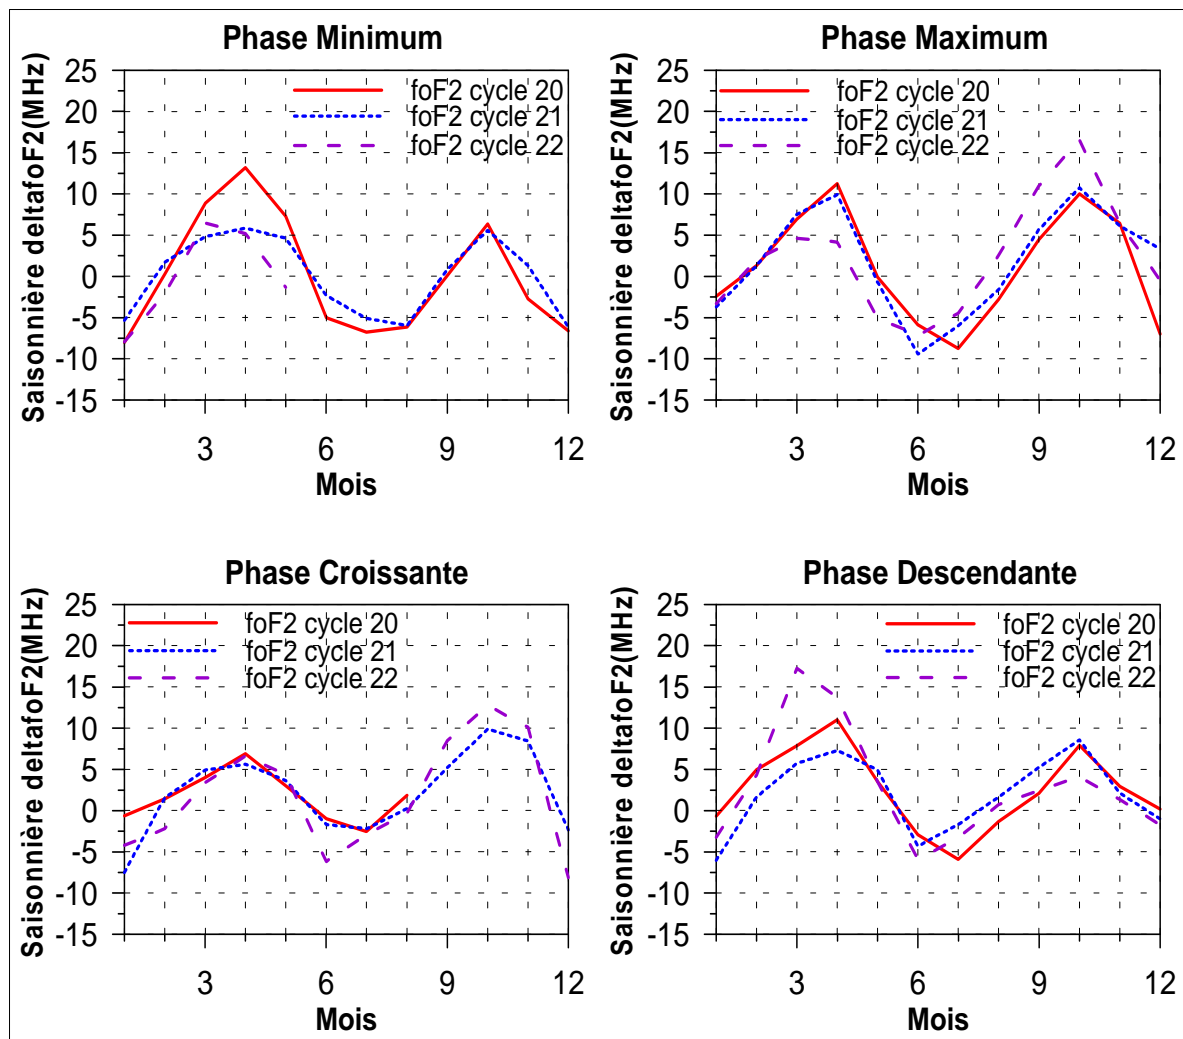 Phase Minimum
Saisonnière deltafoF2(MHz)
25
20
15
10
5
0
-5
-10
-15
foF2 cycle 20
foF2 cycle 21
foF2 cycle 22
3
6
9
12
Mois
Phase Maximum
Saisonnière deltafoF2(MHz)
25
20
15
10
5
0
-5
-10
-15
foF2 cycle 20
foF2 cycle 21
foF2 cycle 22
3
6
9
12
Mois
Phase Croissante
Saisonnière deltafoF2(MHz)
25
20
15
10
5
0
-5
-10
-15
foF2 cycle 20
foF2 cycle 21
foF2 cycle 22
3
6
9
12
Mois
Phase Descendante
Saisonnière deltafoF2(MHz)
25
20
15
10
5
0
-5
-10
-15
foF2 cycle 20
foF2 cycle 21
foF2 cycle 22
3
6
9
12
Mois